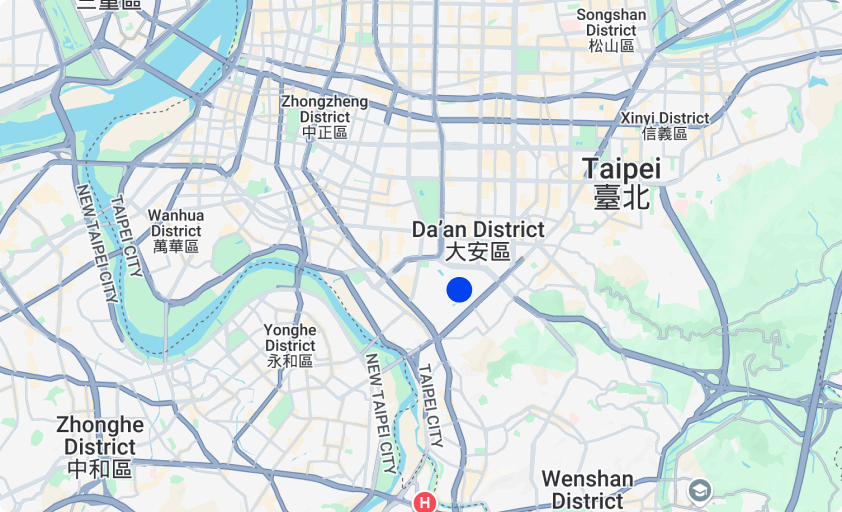 三重區
Songshan
District
松山區
Zhongzheng
District
中正區
Xinyi District
信義區
Taipei
臺北
Wanhua
District
萬華區
TAIPEI CITY
NEW TAIPEI CITY
Da’an District
大安區
Yonghe
District
永和區
NEW TAIPEI CITY
TAIPEI CITY
Zhonghe
District
中和區
Wenshan
District
H